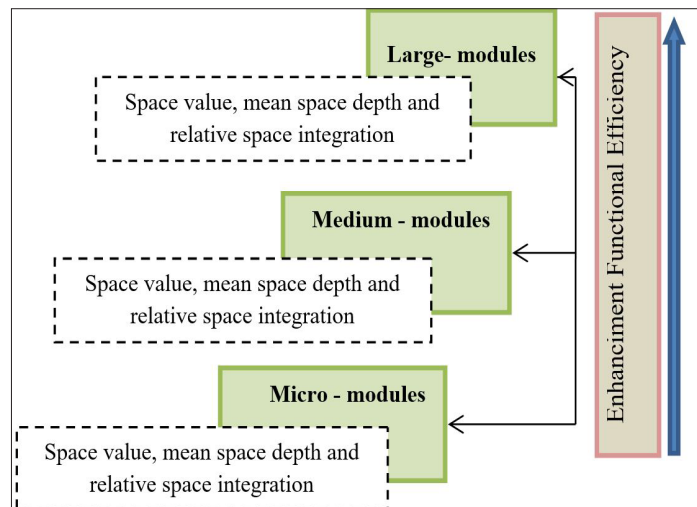 Large- modules
Space value, mean space depth and
relative space integration
Medium - modules
Space value, mean space depth and
relative space integration
Micro - modules
Space value, mean space depth and
relative space integration
Enhanciment Functional Efficiency